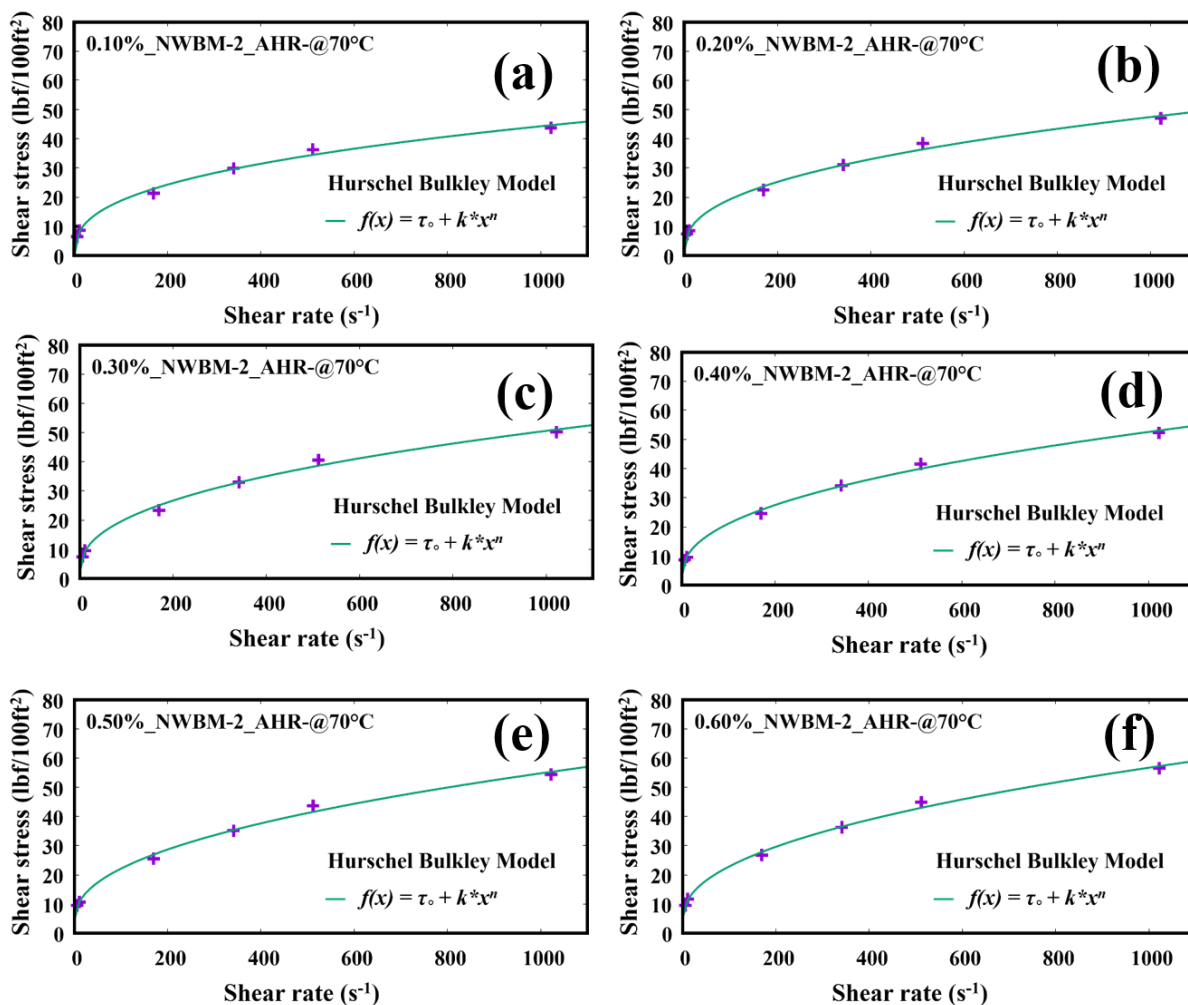 0.10%_NWBM-2_AHR-@70°C
(a)
Shear stress (lbf/100ft²)
80
70
60
50
40
30
20
10
0
Hurschel Bulkley Model
f(x) = τ₀ + k*xⁿ
0 200 400 600 800 1000
Shear rate (s⁻¹)
0.20%_NWBM-2_AHR-@70°C
(b)
Shear stress (lbf/100ft²)
80
70
60
50
40
30
20
10
0
Hurschel Bulkley Model
f(x) = τ₀ + k*xⁿ
0 200 400 600 800 1000
Shear rate (s⁻¹)
0.30%_NWBM-2_AHR-@70°C
(c)
Shear stress (lbf/100ft²)
80
70
60
50
40
30
20
10
0
Hurschel Bulkley Model
f(x) = τ₀ + k*xⁿ
0 200 400 600 800 1000
Shear rate (s⁻¹)
0.40%_NWBM-2_AHR-@70°C
(d)
Shear stress (lbf/100ft²)
80
70
60
50
40
30
20
10
0
Hurschel Bulkley Model
f(x) = τ₀ + k*xⁿ
0 200 400 600 800 1000
Shear rate (s⁻¹)
0.50%_NWBM-2_AHR-@70°C
(e)
Shear stress (lbf/100ft²)
80
70
60
50
40
30
20
10
0
Hurschel Bulkley Model
f(x) = τ₀ + k*xⁿ
0 200 400 600 800 1000
Shear rate (s⁻¹)
0.60%_NWBM-2_AHR-@70°C
(f)
Shear stress (lbf/100ft²)
80
70
60
50
40
30
20
10
0
Hurschel Bulkley Model
f(x) = τ₀ + k*xⁿ
0 200 400 600 800 1000
Shear rate (s⁻¹)